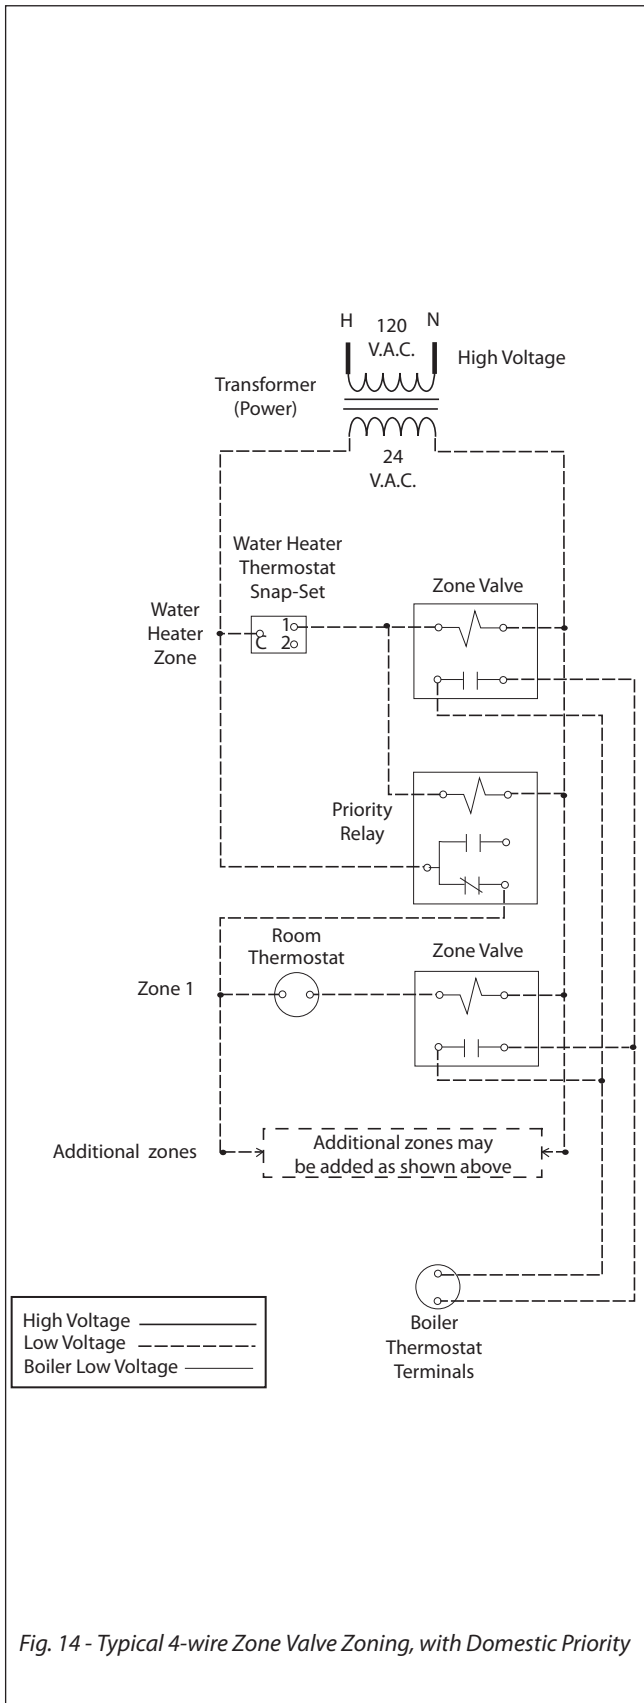 H 120 N
V.A.C.
High Voltage
Transformer
(Power)
24
V.A.C.
Water Heater
Thermostat
Snap-Set
Zone Valve
Water
Heater
Zone
1
C 2
Priority
Relay
Room
Thermostat
Zone Valve
Zone 1
Additional zones
Additional zones may
be added as shown above
Boiler
Thermostat
Terminals
High Voltage
Low Voltage
Boiler Low Voltage
Fig. 14 - Typical 4-wire Zone Valve Zoning, with Domestic Priority